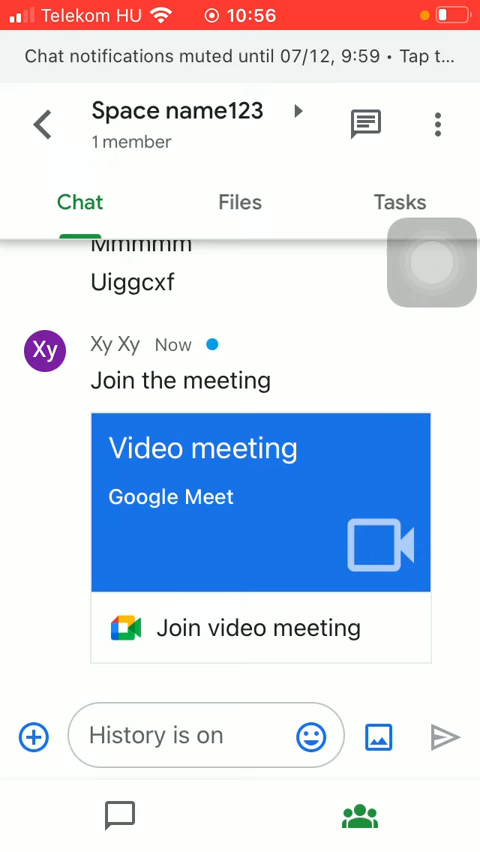 Telekom HU 10:56
Chat notifications muted until 07/12, 9:59 • Tap t...
Space name123
1 member
Chat Files Tasks
Mmmmm
Uiggcxf
Xy Xy Xy Now
Join the meeting
Video meeting
Google Meet
Join video meeting
History is on